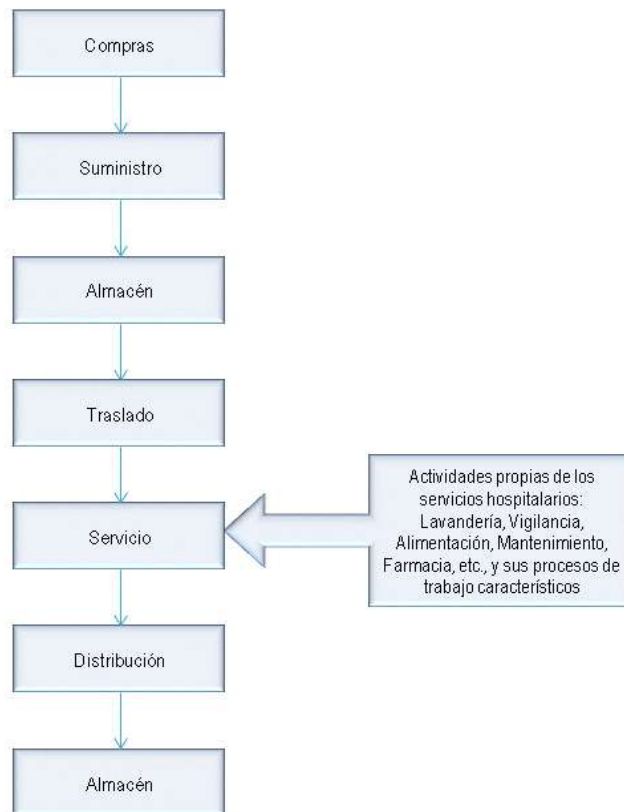 Compras
Suministro
Almacén
Traslado
Servicio
Actividades propias de los
servicios hospitalarios:
Lavandería, Vigilancia,
Alimentación, Mantenimiento,
Farmacia, etc., y sus procesos de
trabajo característicos
Distribución
Almacén